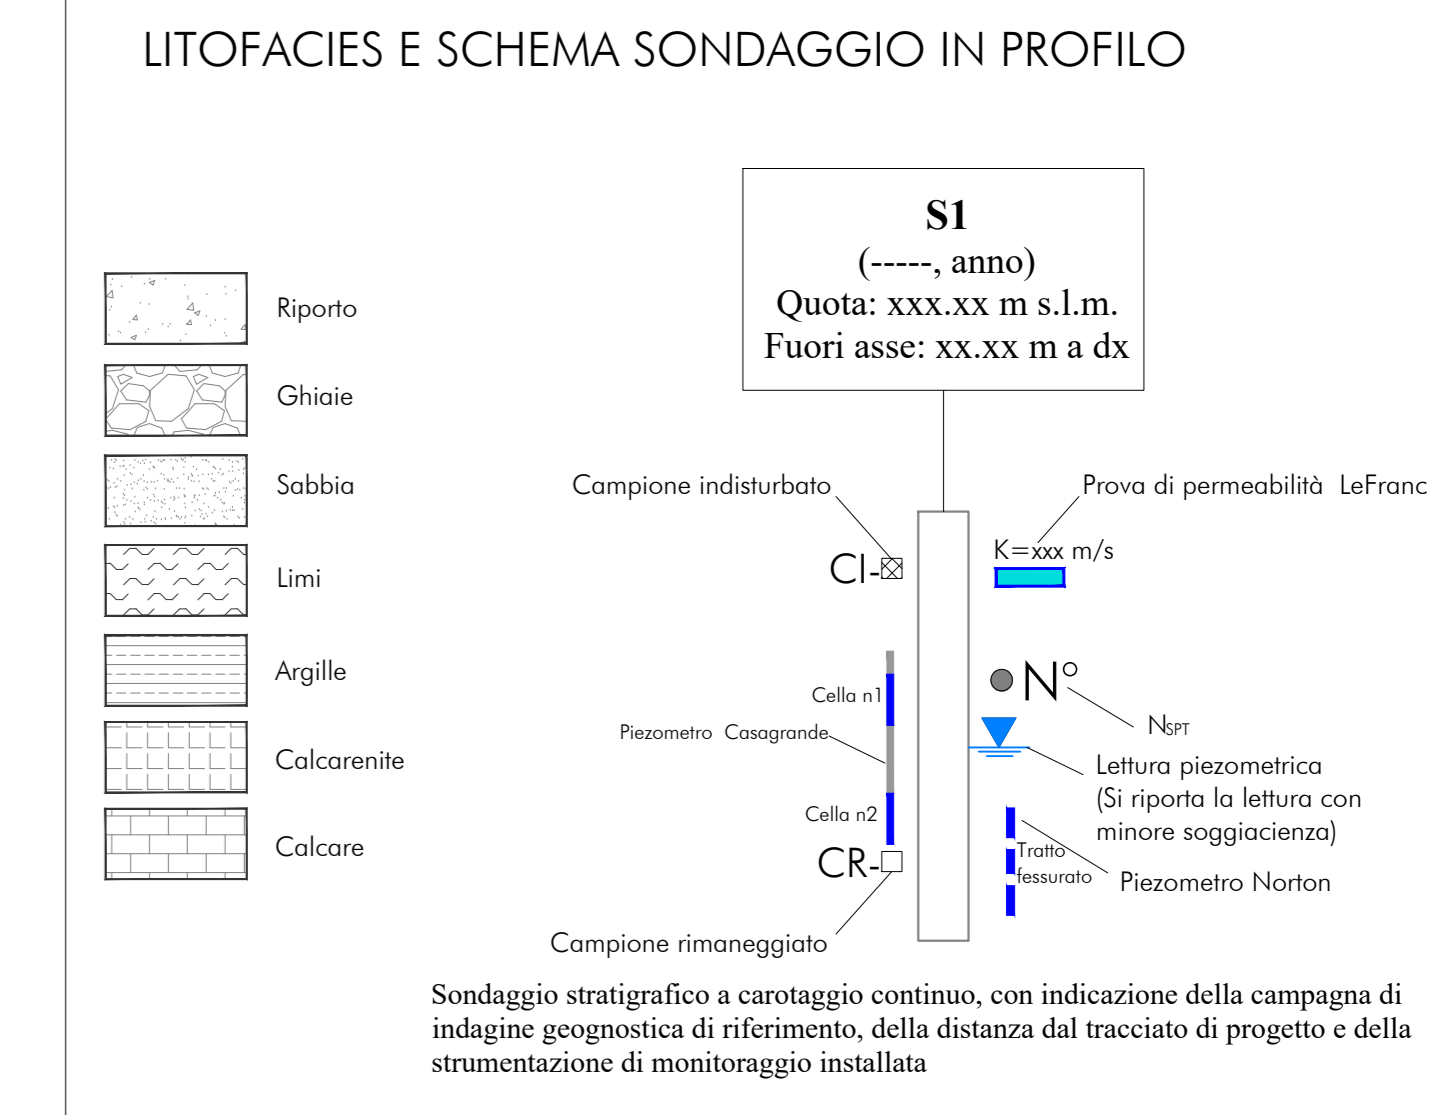 LITOFACIES E SCHEMA SONDAGGIO IN PROFILO
S1
(-----, anno)
Quota: xxx.xx m s.l.m.
Fuori asse: xx.xx m a dx
Riporto
Ghiaie
Sabbia
Limi
Argille
Calcarenite
Calcare
Campione indisturbato
Prova di permeabilità LeFranc
CI-
K=xxx m/s
Cella n1
N°
Piezometro Casagrande
NSPT
Lettura piezometrica
(Si riporta la lettura con
minore soggiacienza)
Cella n2
CR-
Tratto
fessurato
Piezometro Norton
Campione rimaneggiato
Sondaggio stratigrafico a carotaggio continuo, con indicazione della campagna di
indagine geognostica di riferimento, della distanza dal tracciato di progetto e della
strumentazione di monitoraggio installata